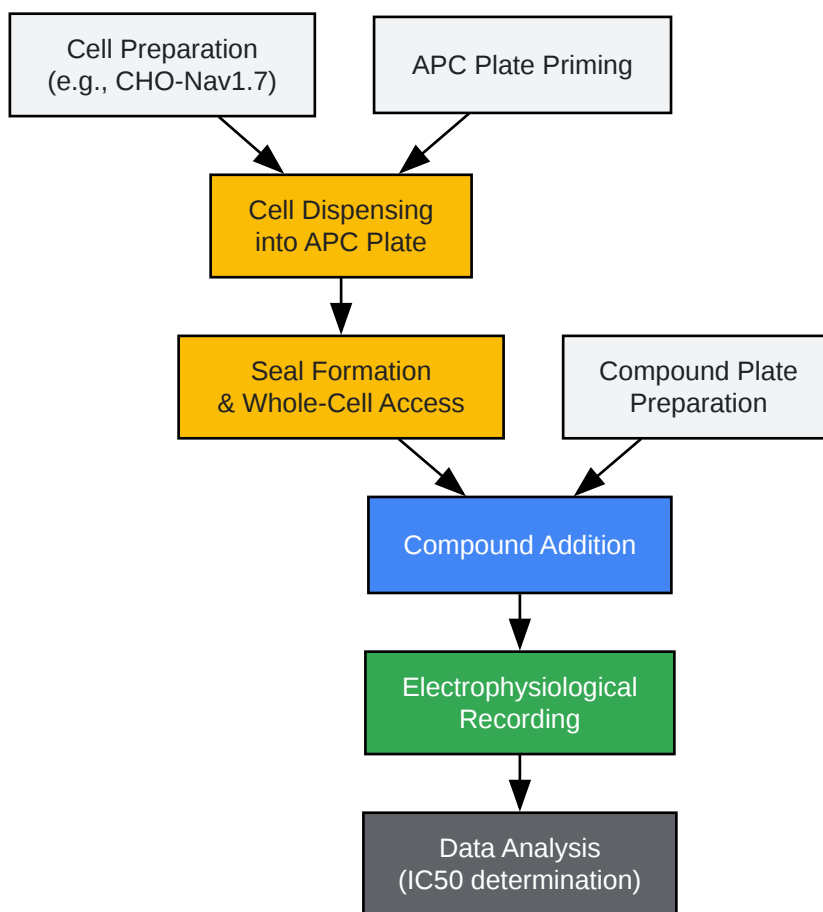 Cell Preparation
(e.g., CHO-Nav1.7)
APC Plate Priming
Cell Dispensing
into APC Plate
Seal Formation
& Whole-Cell Access
Compound Plate
Preparation
Compound Addition
Electrophysiological
Recording
Data Analysis
(IC50 determination)